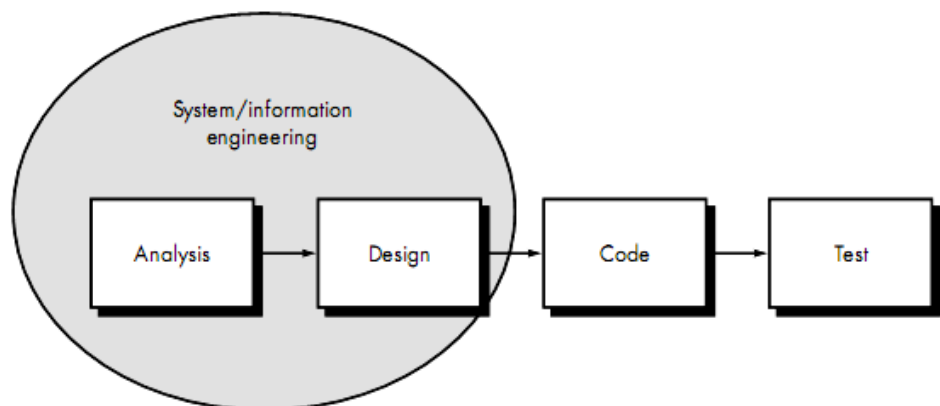 System/information
engineering
Analysis
Design
Code
Test